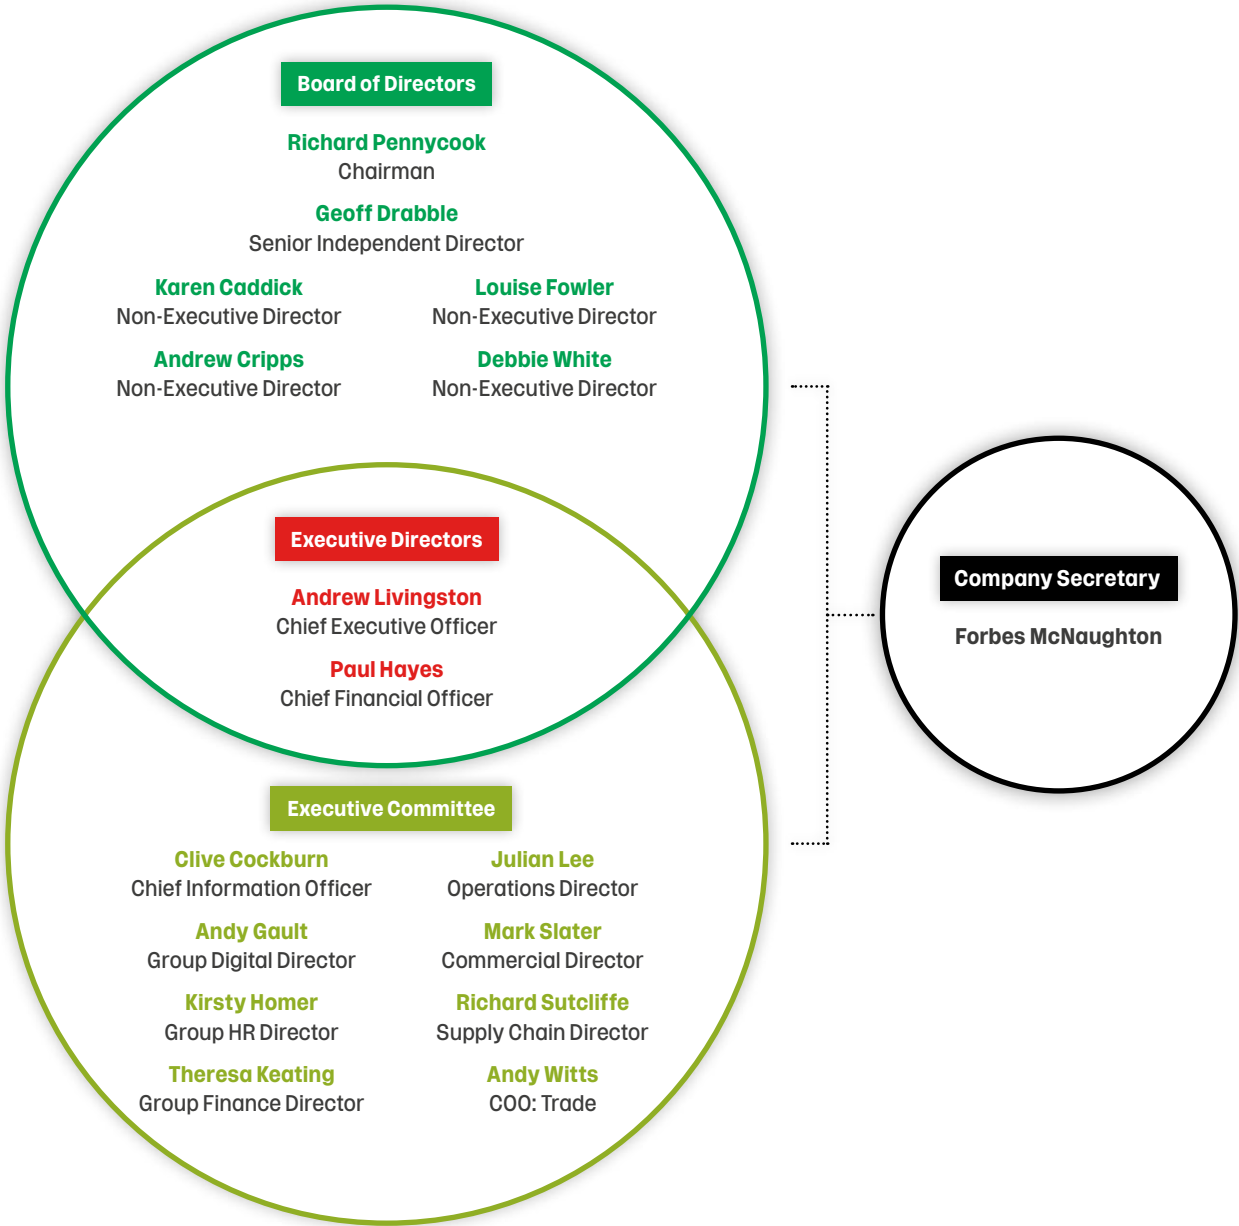 Board of Directors
Richard Pennycook
Chairman
Geoff Drabble
Senior Independent Director
Karen Caddick
Non-Executive Director
Louise Fowler
Non-Executive Director
Andrew Cripps
Non-Executive Director
Debbie White
Non-Executive Director
Executive Directors
Andrew Livingston
Chief Executive Officer
Paul Hayes
Chief Financial Officer
Executive Committee
Clive Cockburn
Chief Information Officer
Julian Lee
Operations Director
Andy Gault
Group Digital Director
Mark Slater
Commercial Director
Kirsty Homer
Group HR Director
Richard Sutcliffe
Supply Chain Director
Theresa Keating
Group Finance Director
Andy Witts
COO: Trade
Company Secretary
Forbes McNaughton